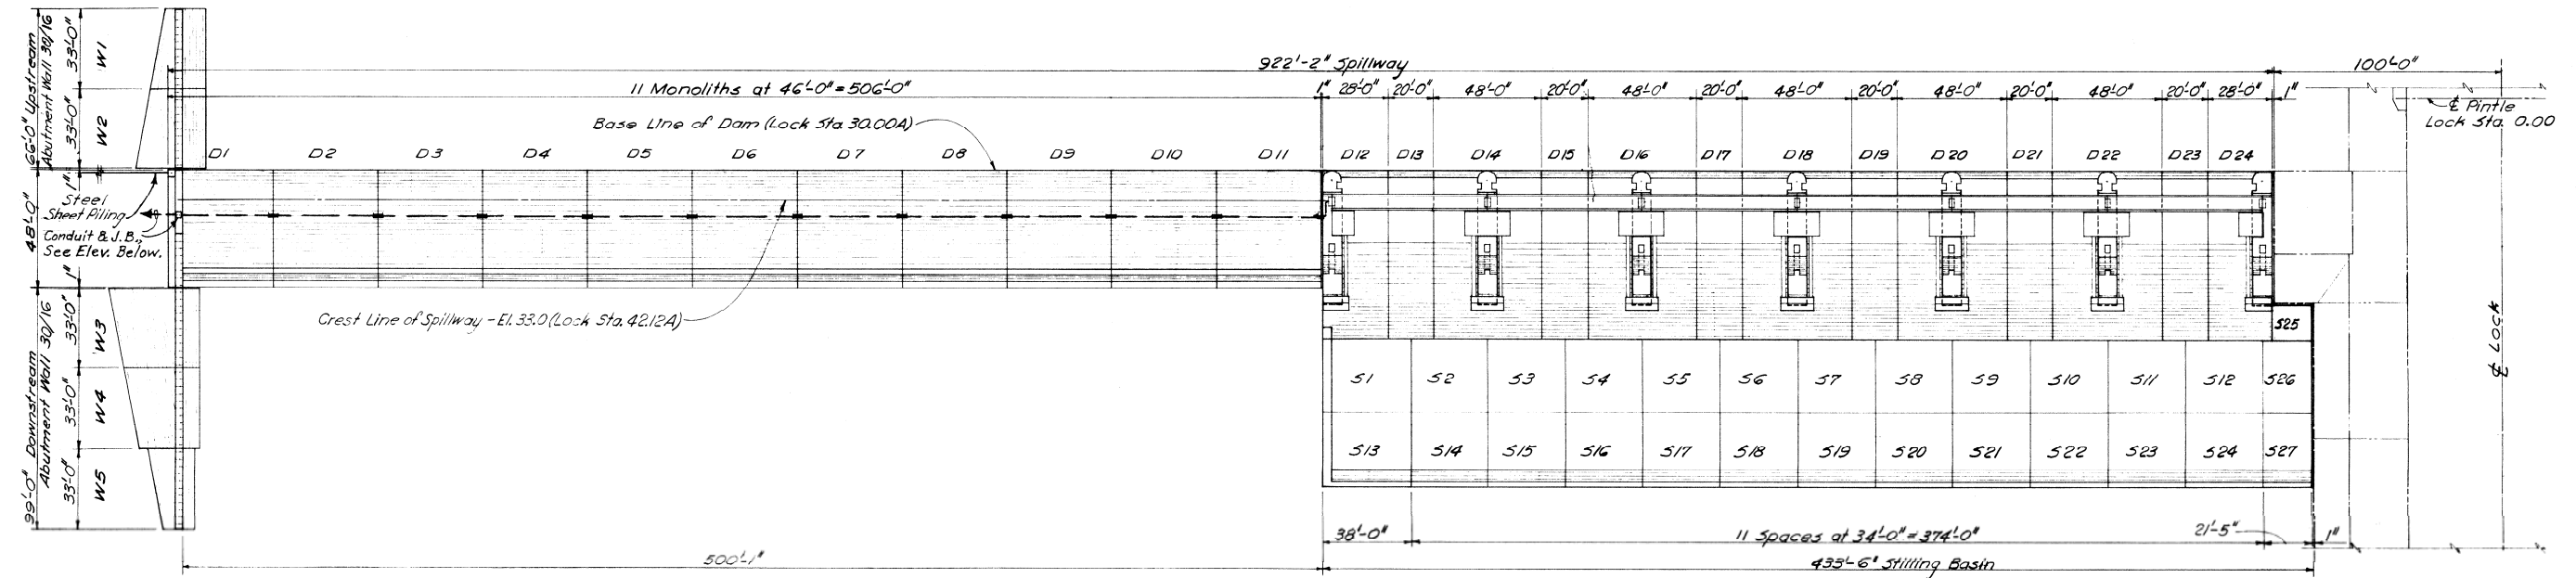 922'-2" Spillway
100'-0"
11 Monoliths at 46'-0" = 506'-0"
1" 28'-0" 20'-0" 48'-0" 20'-0" 48'-0" 20'-0" 48'-0" 20'-0" 48'-0" 20'-0" 48'-0" 20'-0" 28'-0" 1"
66'-0" Upstream
Abutment Wall 30/16
33'-0"
33'-0"
W1
W2
Base Line of Dam (Lock Sta. 30.00A)
℄ Pintle
Lock Sta. 0.00
D1 D2 D3 D4 D5 D6 D7 D8 D9 D10 D11 D12 D13 D14 D15 D16 D17 D18 D19 D20 D21 D22 D23 D24
48'-0"
1"
Steel
Sheet Piling
Conduit & J.B.,
See Elev. Below.
1"
Crest Line of Spillway - El. 33.0 (Lock Sta. 42.12A)
99'-0" Downstream
Abutment Wall 30/16
33'-0"
33'-0"
33'-0"
W3
W4
W5
S25
℄ Lock
S1 S2 S3 S4 S5 S6 S7 S8 S9 S10 S11 S12 S26
S13 S14 S15 S16 S17 S18 S19 S20 S21 S22 S23 S24 S27
38'-0"
11 Spaces at 34'-0" = 374'-0"
21'-5"
1"
500'-1"
433'-6" Stilling Basin